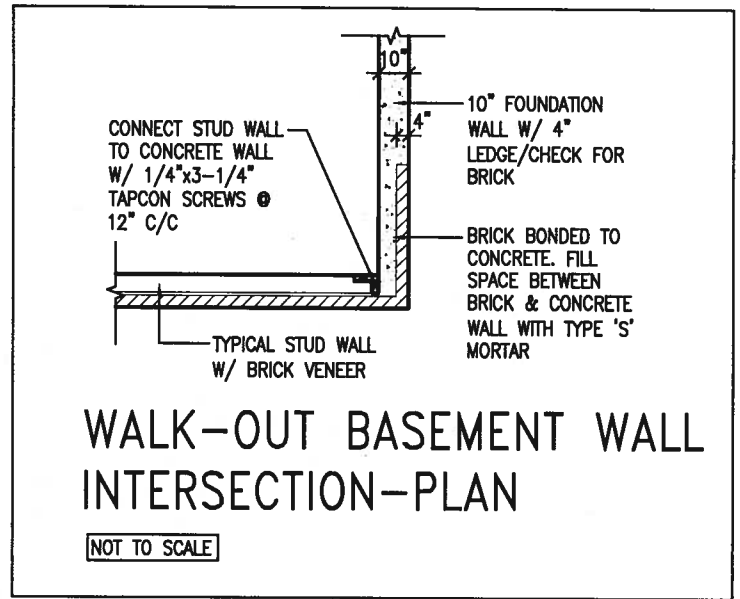 10"
4"
CONNECT STUD WALL
TO CONCRETE WALL
W/ 1/4"x3-1/4"
TAPCON SCREWS @
12" C/C
10" FOUNDATION
WALL W/ 4"
LEDGE/CHECK FOR
BRICK
BRICK BONDED TO
CONCRETE. FILL
SPACE BETWEEN
BRICK & CONCRETE
WALL WITH TYPE 'S'
MORTAR
TYPICAL STUD WALL
W/ BRICK VENEER
WALK-OUT BASEMENT WALL
INTERSECTION-PLAN
NOT TO SCALE